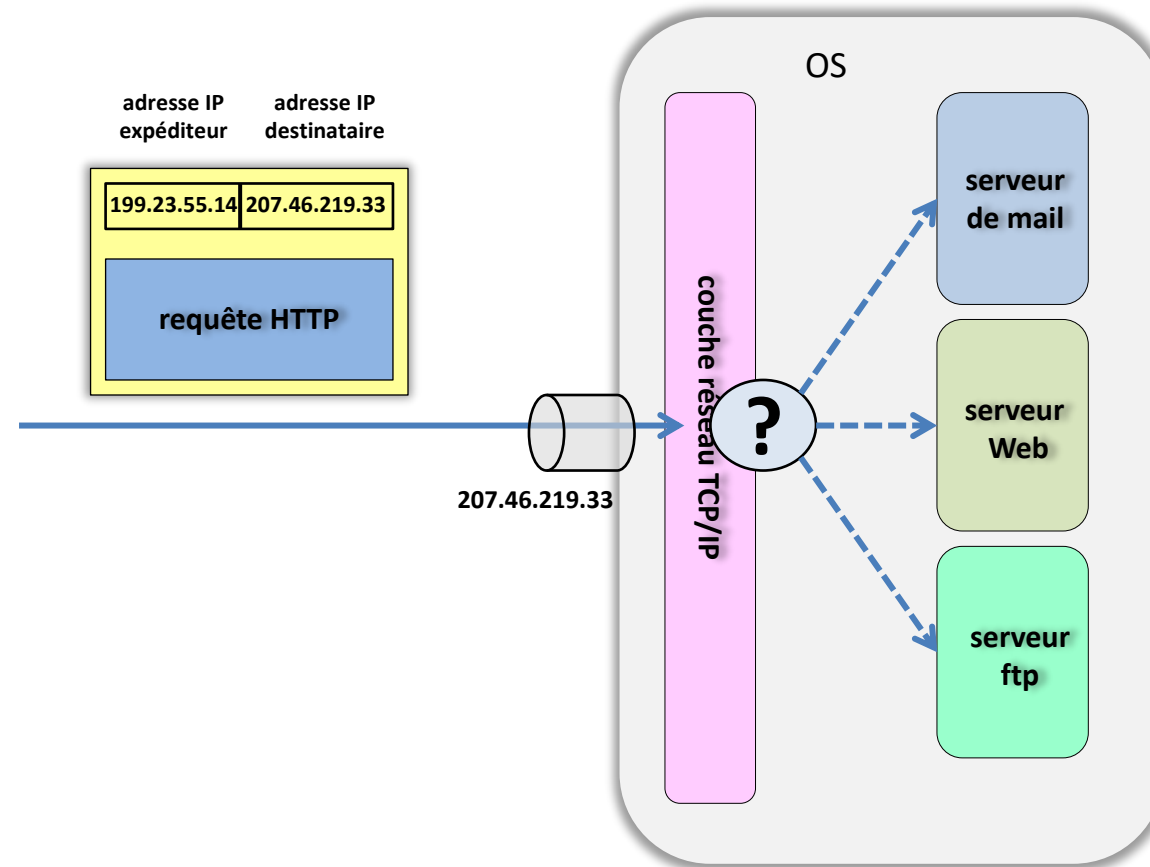 OS
adresse IP
expéditeur
adresse IP
destinataire
199.23.55.14
207.46.219.33
requête HTTP
207.46.219.33
couche réseau TCP/IP
?
serveur
de mail
serveur
Web
serveur
ftp